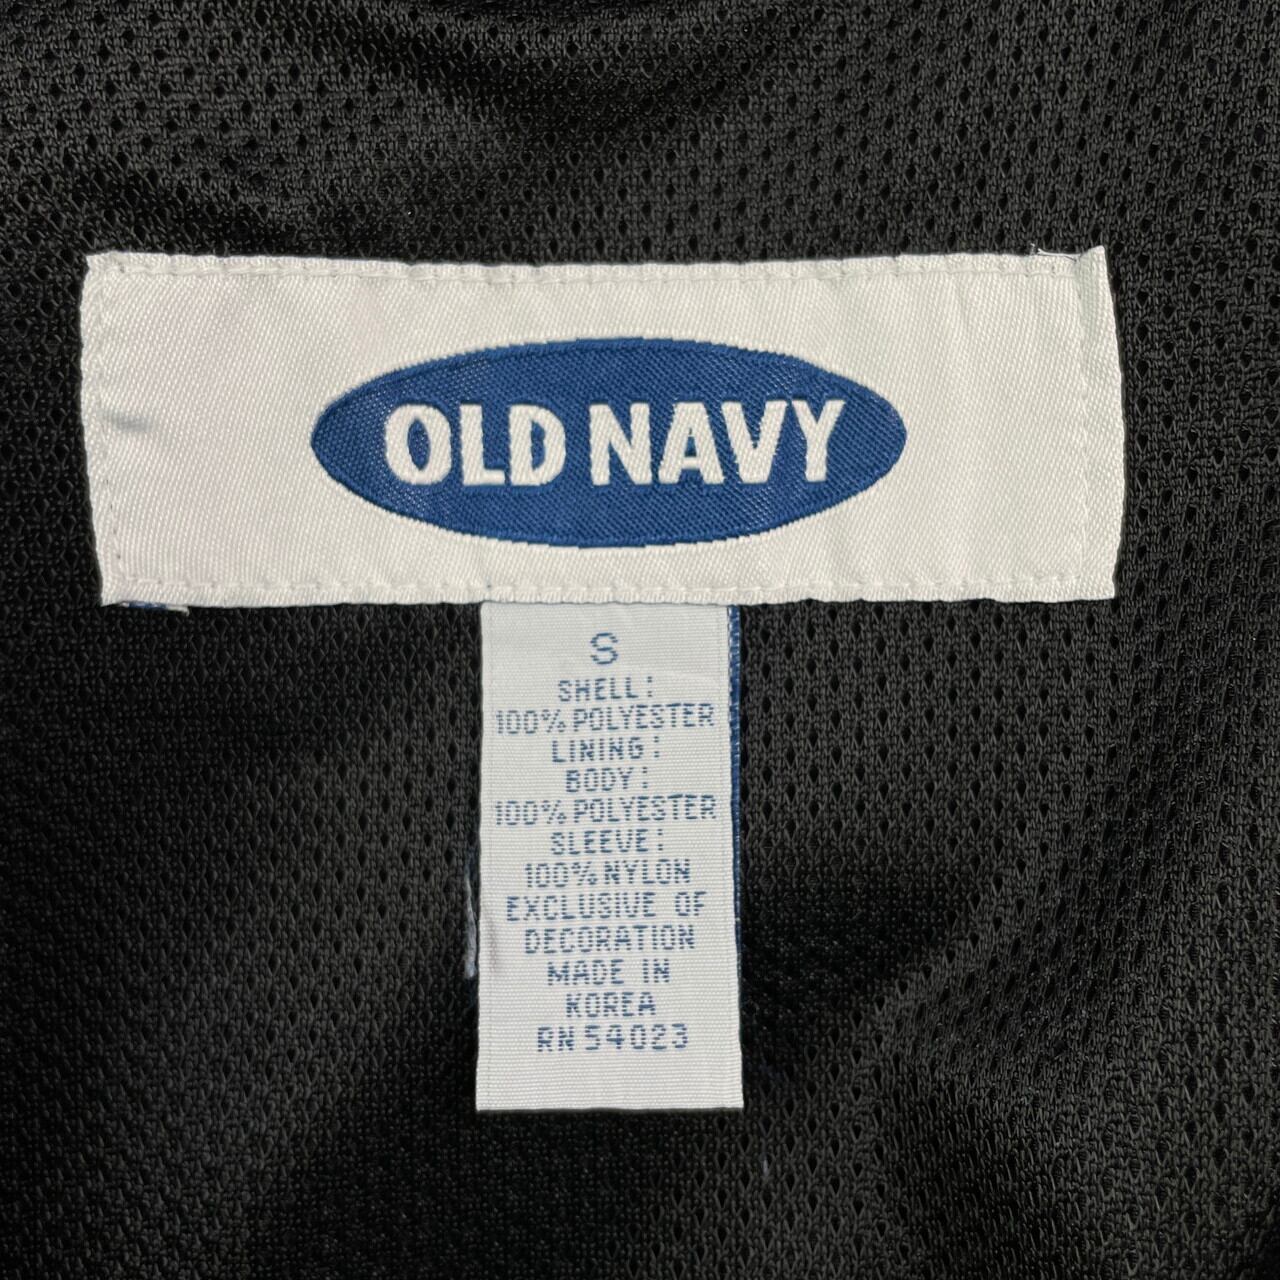 OLD NAVY
S
SHELL:
100% POLYESTER
LINING:
BODY:
100% POLYESTER
SLEEVE:
100% NYLON
EXCLUSIVE OF
DECORATION
MADE IN
KOREA
RN 54023